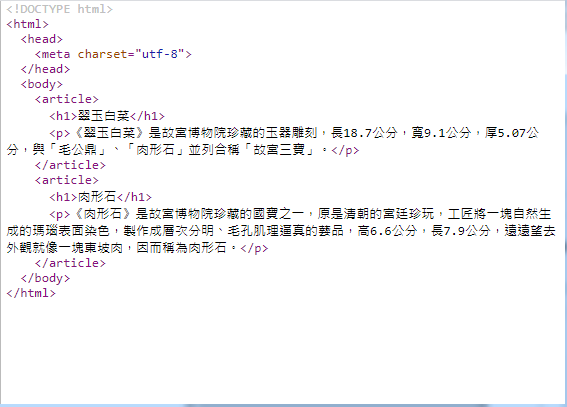 <!DOCTYPE html>
<html>
<head>
<meta charset="utf-8">
</head>
<body>
<article>
<h1>翠玉白菜</h1>
<p>《翠玉白菜》是故宮博物院珍藏的玉器雕刻，長18.7公分，寬9.1公分，厚5.07公
分，與「毛公鼎」、「肉形石」並列合稱「故宮三寶」。</p>
</article>
<article>
<h1>肉形石</h1>
<p>《肉形石》是故宮博物院珍藏的國寶之一，原是清朝的宮廷珍玩，工匠將一塊自然生
成的瑪瑙表面染色，製作成層次分明、毛孔肌理逼真的藝品，高6.6公分，長7.9公分，遠遠望去
外觀就像一塊東坡肉，因而稱為肉形石。</p>
</article>
</body>
</html>